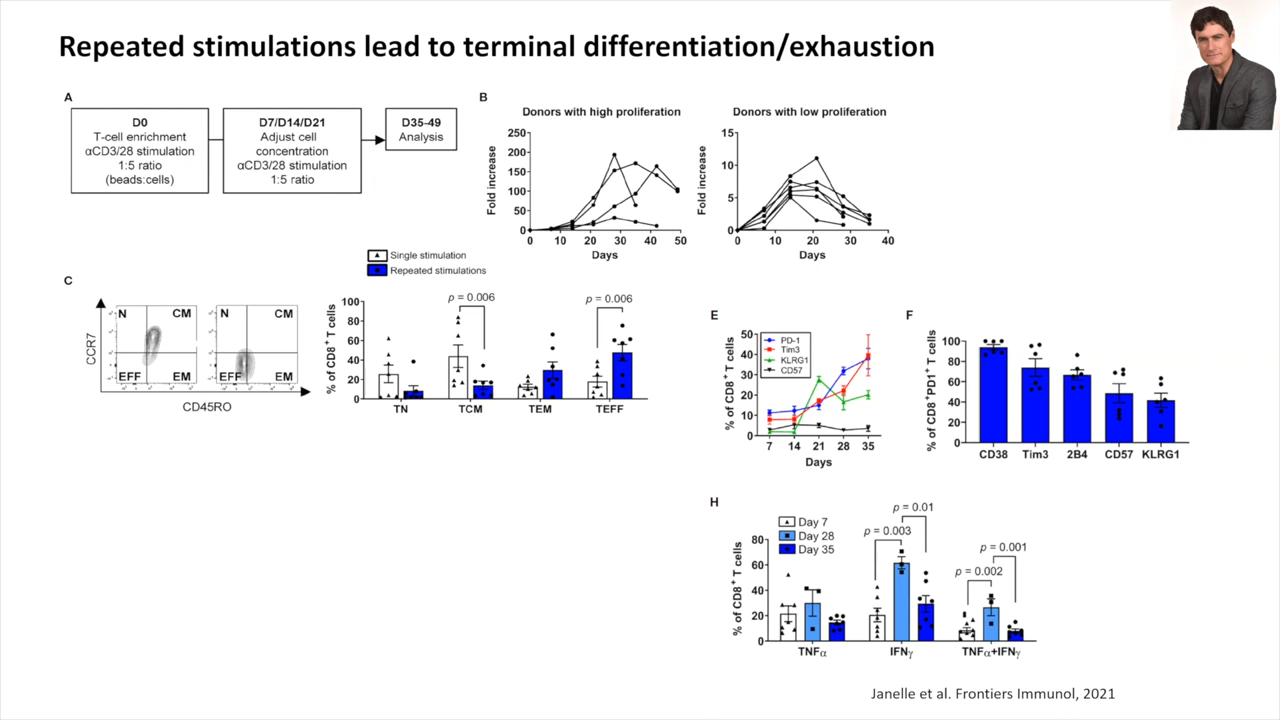 Repeated stimulations lead to terminal differentiation/exhaustion
A
D0
T-cell enrichment
αCD3/28 stimulation
1:5 ratio
(beads:cells)
D7/D14/D21
Adjust cell
concentration
αCD3/28 stimulation
1:5 ratio
D35-49
Analysis
B
Donors with high proliferation
Fold increase
250
200
150
100
50
0
0 10 20 30 40 50
Days
Donors with low proliferation
Fold increase
15
10
5
0
0 10 20 30 40
Days
C
CCR7
N CM
EFF EM
N CM
EFF EM
CD45RO
Single stimulation
Repeated stimulations
% of CD8+ T cells
100
80
60
40
20
0
p = 0.006
p = 0.006
TN TCM TEM TEFF
E
% of CD8+ T cells
50
40
30
20
10
0
PD-1
Tim3
KLRG1
CD57
7 14 21 28 35
Days
F
% of CD8+PD1+ T cells
100
80
60
40
20
0
CD38 Tim3 2B4 CD57 KLRG1
H
Day 7
Day 28
Day 35
% of CD8+ T cells
80
60
40
20
0
p = 0.003
p = 0.01
p = 0.002
p = 0.001
TNFα IFNγ TNFα+IFNγ
Janelle et al. Frontiers Immunol, 2021